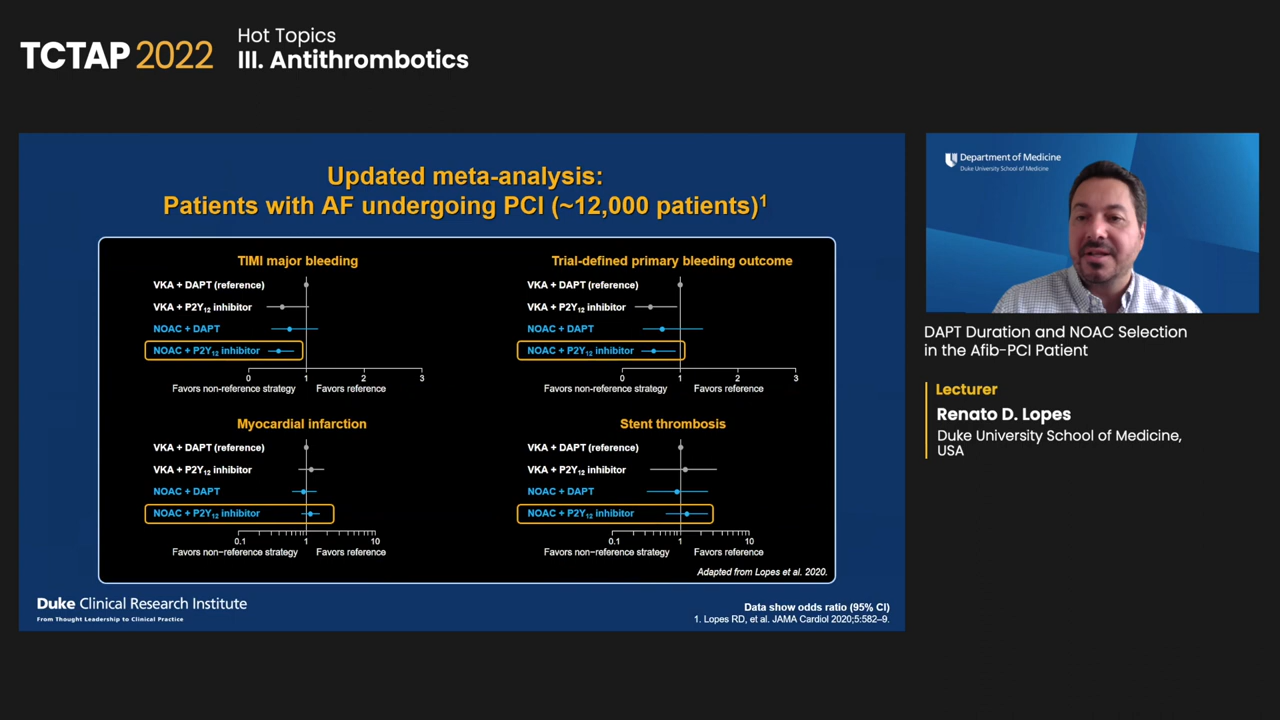 TCTAP 2022
Hot Topics
III. Antithrombotics
Updated meta-analysis:
Patients with AF undergoing PCI (~12,000 patients)1
TIMI major bleeding
VKA + DAPT (reference)
VKA + P2Y12 inhibitor
NOAC + DAPT
NOAC + P2Y12 inhibitor
0 1 2 3
Favors non-reference strategy Favors reference
Trial-defined primary bleeding outcome
VKA + DAPT (reference)
VKA + P2Y12 inhibitor
NOAC + DAPT
NOAC + P2Y12 inhibitor
0 1 2 3
Favors non-reference strategy Favors reference
Myocardial infarction
VKA + DAPT (reference)
VKA + P2Y12 inhibitor
NOAC + DAPT
NOAC + P2Y12 inhibitor
0.1 1 10
Favors non-reference strategy Favors reference
Stent thrombosis
VKA + DAPT (reference)
VKA + P2Y12 inhibitor
NOAC + DAPT
NOAC + P2Y12 inhibitor
0.1 1 10
Favors non-reference strategy Favors reference
Adapted from Lopes et al. 2020.
Duke Clinical Research Institute
From Thought Leadership to Clinical Practice
Data show odds ratio (95% CI)
1. Lopes RD, et al. JAMA Cardiol 2020;5:582–9.
Department of Medicine
Duke University School of Medicine
DAPT Duration and NOAC Selection
in the Afib-PCI Patient
Lecturer
Renato D. Lopes
Duke University School of Medicine,
USA